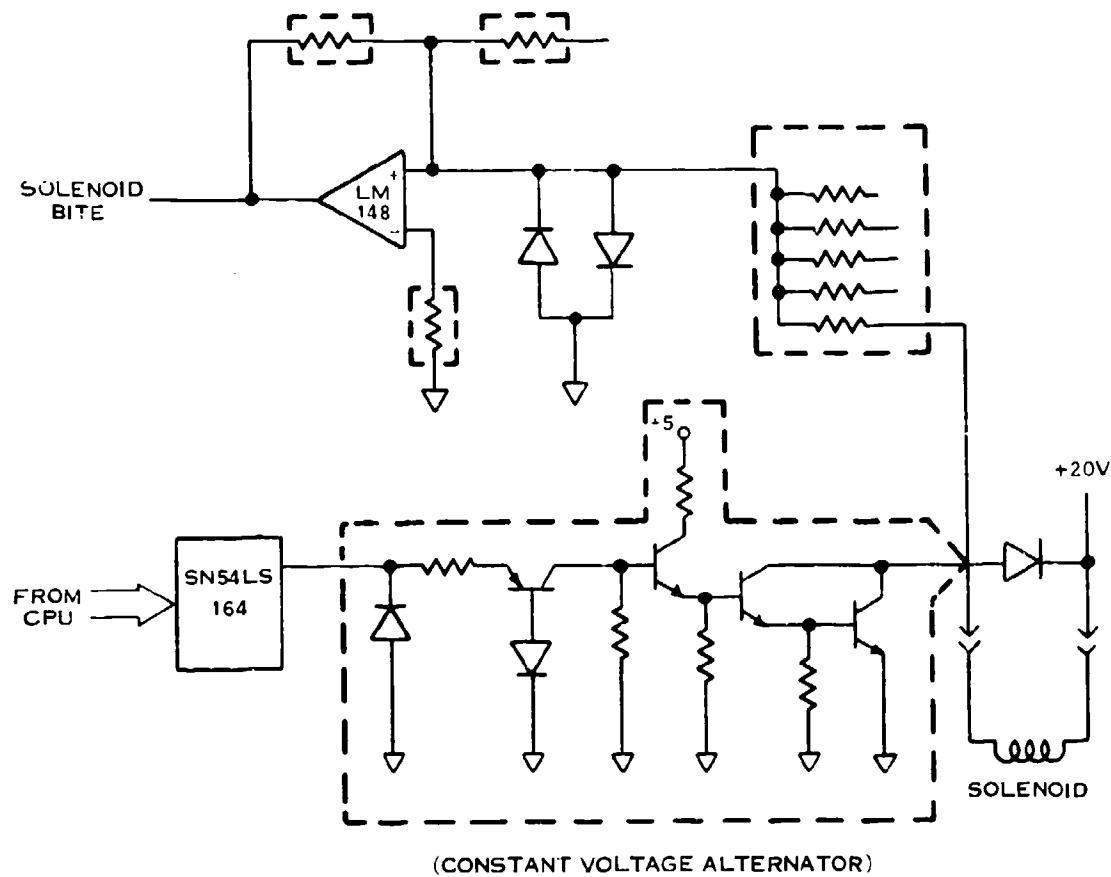 SOLENOID
BITE
+
LM
148
-
+5
+20V
SN54LS
164
FROM
CPU
SOLENOID
(CONSTANT VOLTAGE ALTERNATOR)